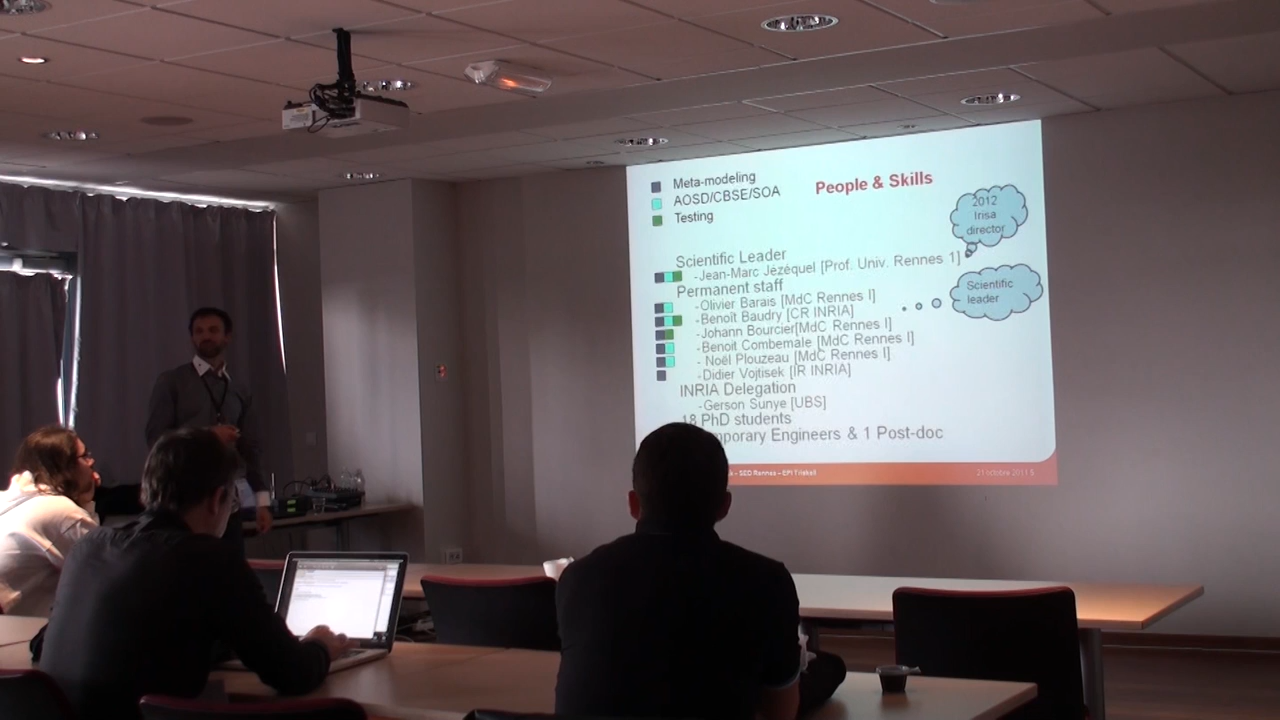 Meta-modeling
AOSD/CBSE/SOA
Testing
People & Skills
2012
Irisa
director
Scientific Leader
-Jean-Marc Jézéquel [Prof. Univ. Rennes 1]
Permanent staff
-Olivier Barais [MdC Rennes I]
-Benoît Baudry [CR INRIA]
-Johann Bourcier[MdC Rennes I]
-Benoit Combemale [MdC Rennes I]
- Noël Plouzeau [MdC Rennes I]
-Didier Vojtisek [IR INRIA]
Scientific
leader
INRIA Delegation
-Gerson Sunye [UBS]
18 PhD students
Engineers & 1 Post-doc
- SED Rennes - EPI Triskell
21 octobre 2011